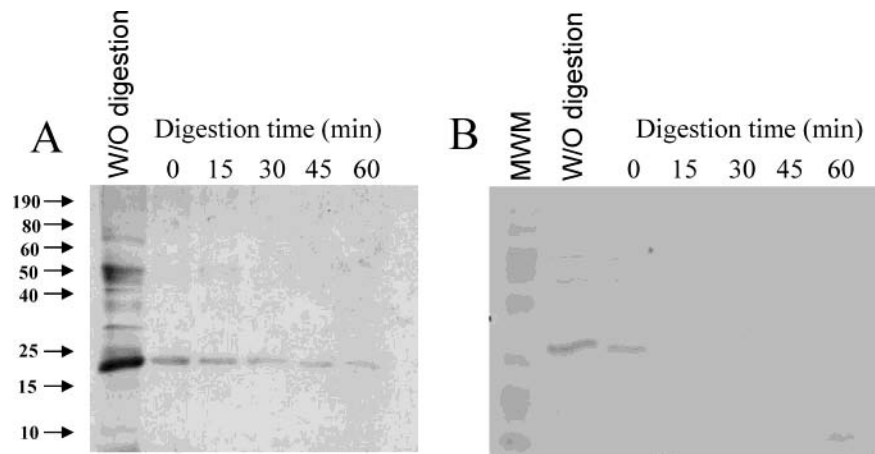 A
W/O digestion
Digestion time (min)
0 15 30 45 60
190
80
60
50
40
25
15
10
B
MWM
W/O digestion
Digestion time (min)
0 15 30 45 60